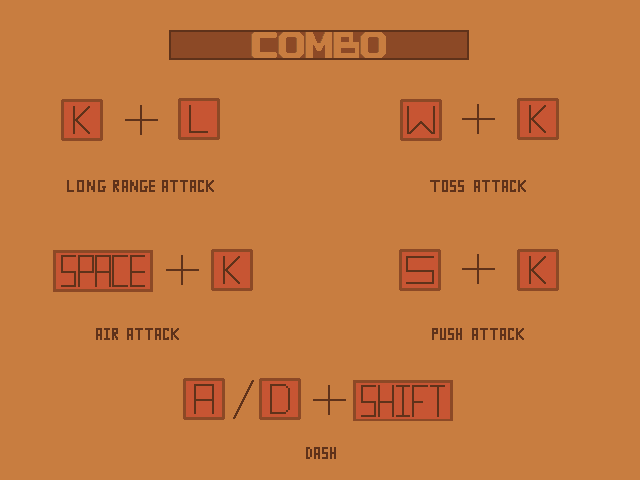 COMBO
K + L
W + K
LONG RANGE ATTACK
TOSS ATTACK
SPACE + K
S + K
AIR ATTACK
PUSH ATTACK
A / D + SHIFT
DASH